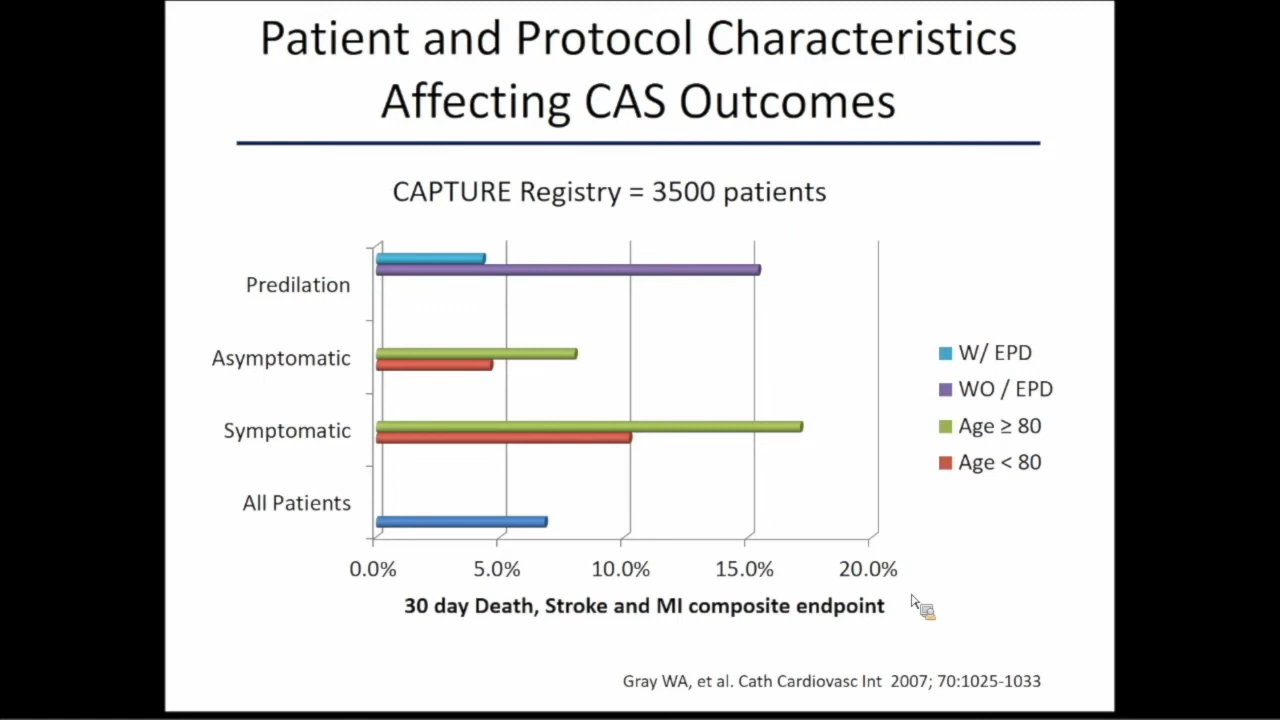 Patient and Protocol Characteristics
Affecting CAS Outcomes
CAPTURE Registry = 3500 patients
Predilation
Asymptomatic
Symptomatic
All Patients
W/ EPD
WO / EPD
Age ≥ 80
Age < 80
0.0% 5.0% 10.0% 15.0% 20.0%
30 day Death, Stroke and MI composite endpoint
Gray WA, et al. Cath Cardiovasc Int 2007; 70:1025-1033